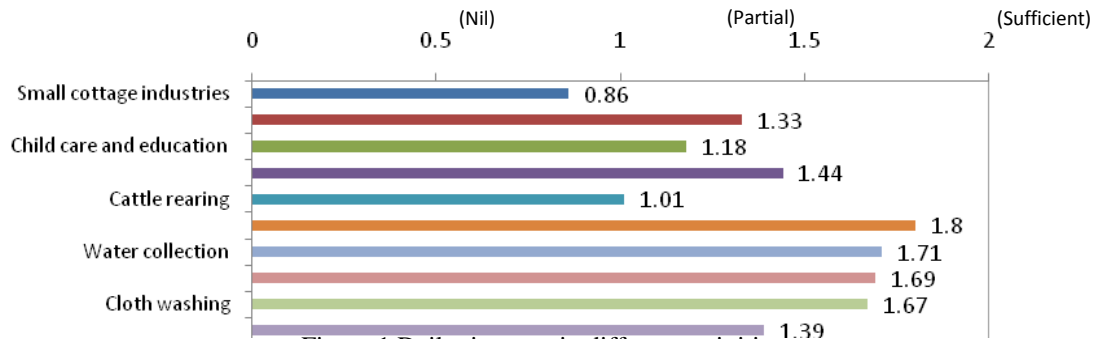 (Nil) (Partial) (Sufficient)
0 0.5 1 1.5 2
Small cottage industries 0.86
1.33
Child care and education 1.18
1.44
Cattle rearing 1.01
1.8
Water collection 1.71
1.69
Cloth washing 1.67
1.39